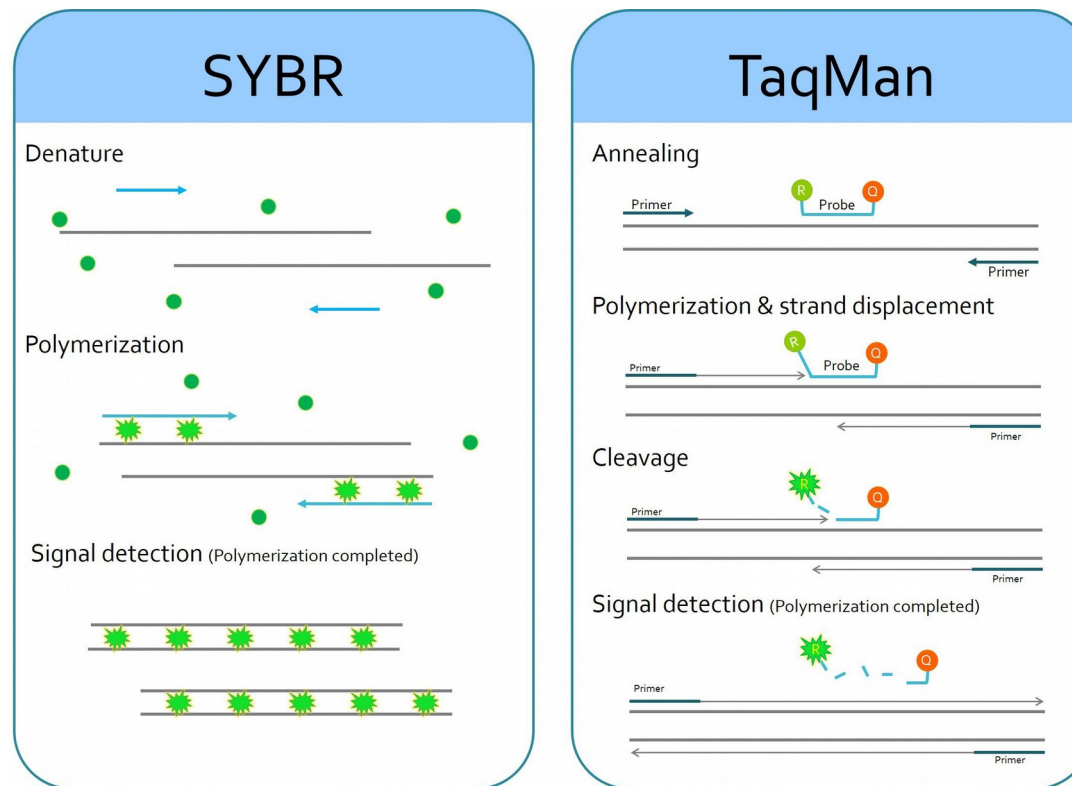 SYBR
Denature
Polymerization
Signal detection (Polymerization completed)
TaqMan
Annealing
R
Q
Primer
Probe
Primer
Polymerization & strand displacement
R
Q
Primer
Probe
Primer
Cleavage
R
Q
Primer
Primer
Signal detection (Polymerization completed)
R
Q
Primer
Primer